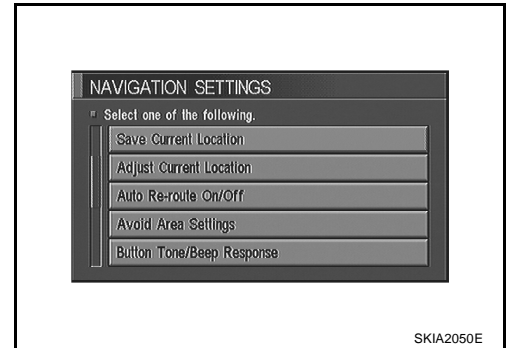 NAVIGATION SETTINGS
Select one of the following.
Save Current Location
Adjust Current Location
Auto Re-route On/Off
Avoid Area Settings
Button Tone/Beep Response
SKIA2050E